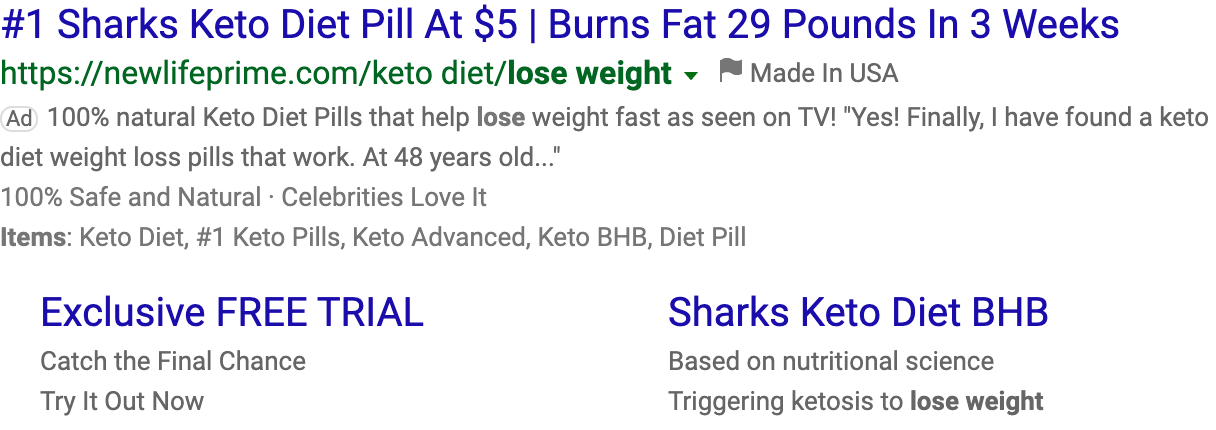 #1 Sharks Keto Diet Pill At $5 | Burns Fat 29 Pounds In 3 Weeks
https://newlifeprime.com/keto diet/lose weight Made In USA
Ad 100% natural Keto Diet Pills that help lose weight fast as seen on TV! "Yes! Finally, I have found a keto
diet weight loss pills that work. At 48 years old..."
100% Safe and Natural · Celebrities Love It
Items: Keto Diet, #1 Keto Pills, Keto Advanced, Keto BHB, Diet Pill
Exclusive FREE TRIAL
Catch the Final Chance
Try It Out Now
Sharks Keto Diet BHB
Based on nutritional science
Triggering ketosis to lose weight